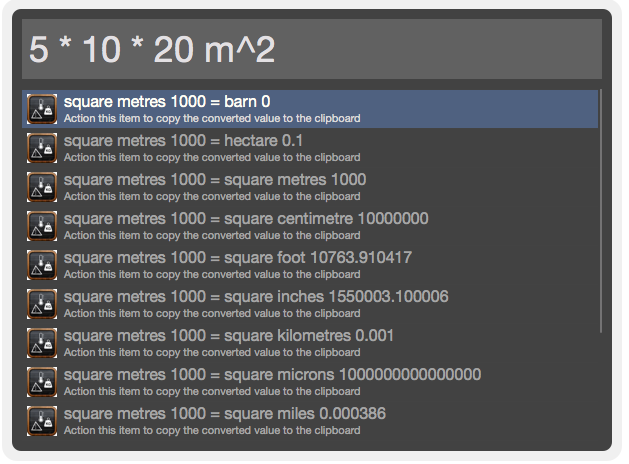 5 * 10 * 20 m^2
square metres 1000 = barn 0
Action this item to copy the converted value to the clipboard
square metres 1000 = hectare 0.1
Action this item to copy the converted value to the clipboard
square metres 1000 = square metres 1000
Action this item to copy the converted value to the clipboard
square metres 1000 = square centimetre 10000000
Action this item to copy the converted value to the clipboard
square metres 1000 = square foot 10763.910417
Action this item to copy the converted value to the clipboard
square metres 1000 = square inches 1550003.100006
Action this item to copy the converted value to the clipboard
square metres 1000 = square kilometres 0.001
Action this item to copy the converted value to the clipboard
square metres 1000 = square microns 1000000000000000
Action this item to copy the converted value to the clipboard
square metres 1000 = square miles 0.000386
Action this item to copy the converted value to the clipboard